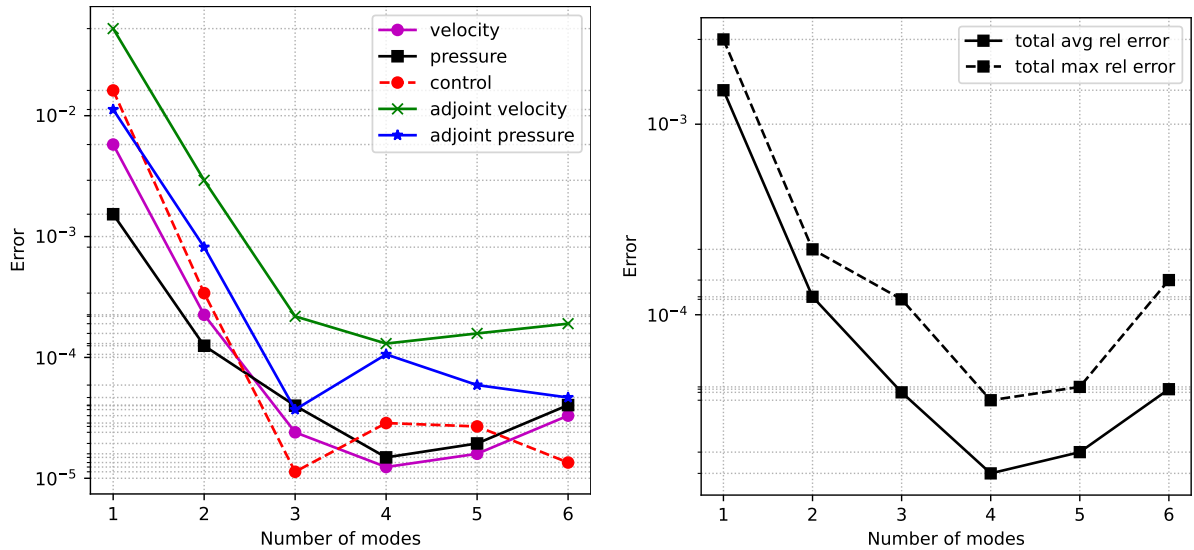 velocity
pressure
control
adjoint velocity
adjoint pressure
10⁻²
10⁻³
10⁻⁴
10⁻⁵
Error
1 2 3 4 5 6
Number of modes
total avg rel error
total max rel error
10⁻³
10⁻⁴
Error
1 2 3 4 5 6
Number of modes